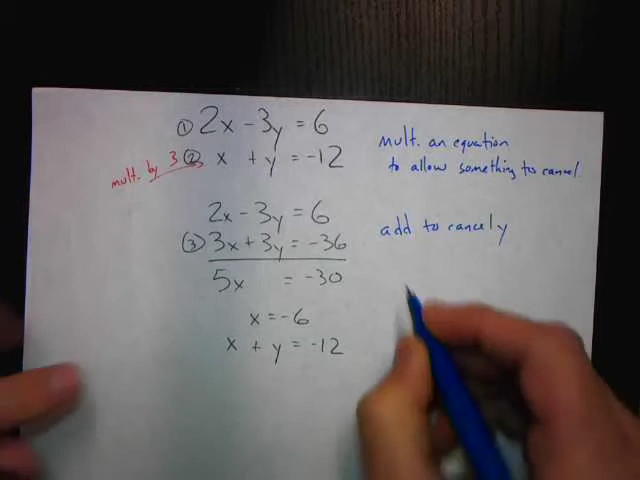 ① 2x - 3y = 6
mult. by 3 ② x + y = -12
mult. an equation
to allow something to cancel
2x - 3y = 6
③ 3x + 3y = -36
add to cancel y
5x = -30
x = -6
x + y = -12